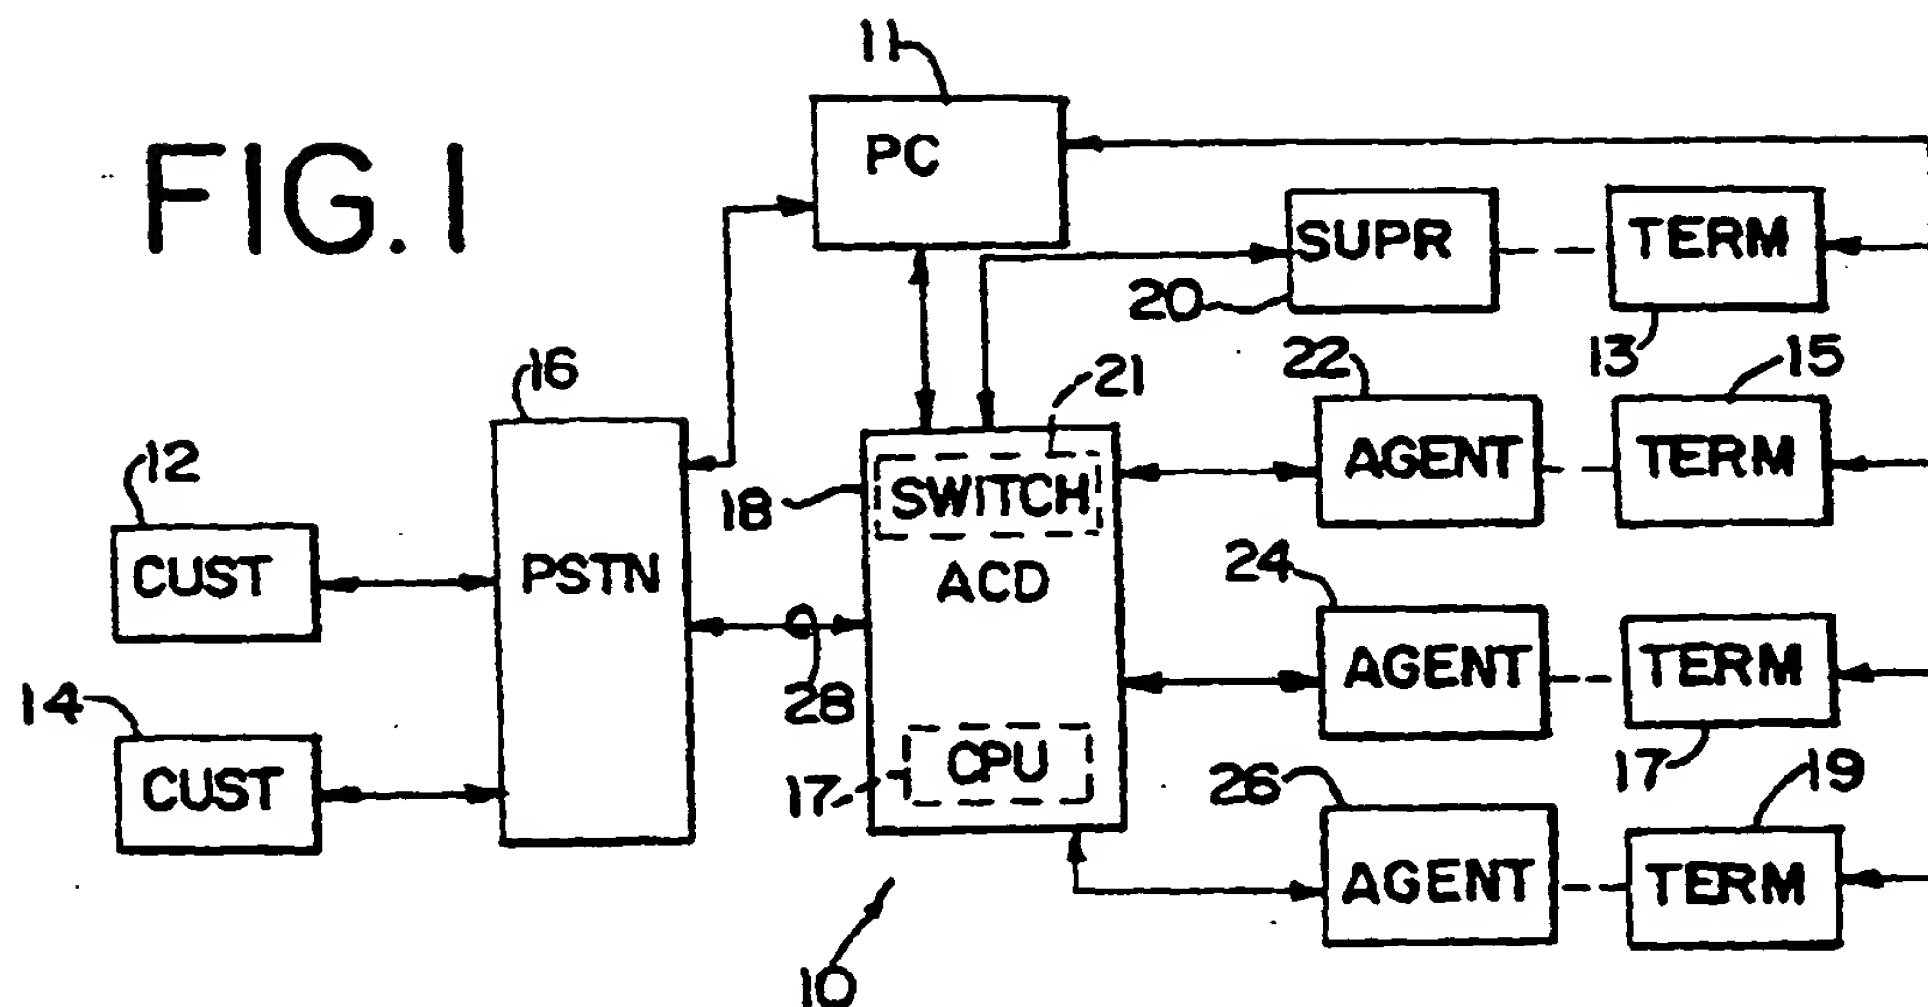 FIG. 1
11
PC
SUPR
TERM
20
13
16
21
22
15
12
SWITCH
AGENT
TERM
18
CUST
PSTN
ACD
24
AGENT
TERM
14
28
CUST
CPU
17
17
26
19
AGENT
TERM
10